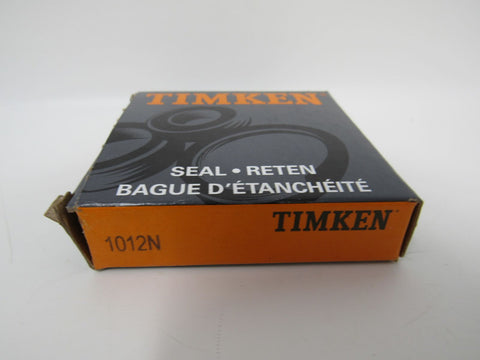 TIMKEN
SEAL • RETEN
BAGUE D'ÉTANCHÉITÉ
TIMKEN
1012N